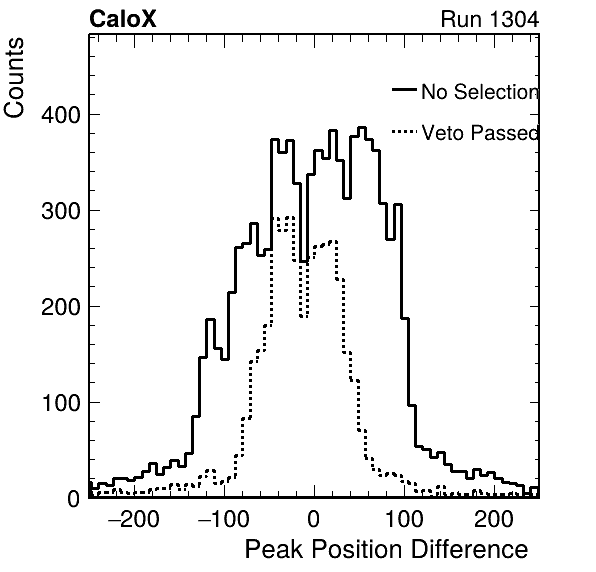 CaloX Run 1304
Counts
No Selection
Veto Passed
400
300
200
100
0
−200 −100 0 100 200
Peak Position Difference